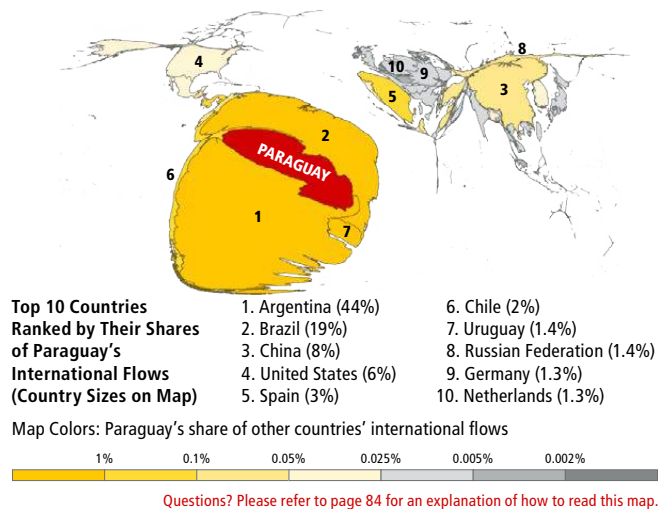 8
4
10
9
3
5
2
PARAGUAY
6
1
7
Top 10 Countries
Ranked by Their Shares
of Paraguay's
International Flows
(Country Sizes on Map)
1. Argentina (44%)
2. Brazil (19%)
3. China (8%)
4. United States (6%)
5. Spain (3%)
6. Chile (2%)
7. Uruguay (1.4%)
8. Russian Federation (1.4%)
9. Germany (1.3%)
10. Netherlands (1.3%)
Map Colors: Paraguay's share of other countries' international flows
1% 0.1% 0.05% 0.025% 0.005% 0.002%
Questions? Please refer to page 84 for an explanation of how to read this map.